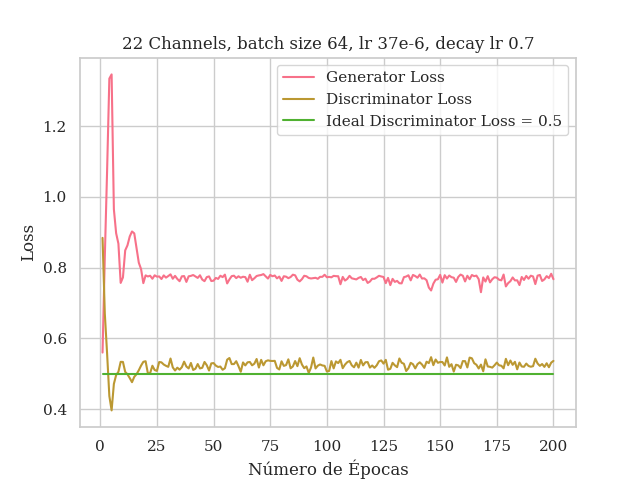 22 Channels, batch size 64, lr 37e-6, decay lr 0.7
Generator Loss
Discriminator Loss
Ideal Discriminator Loss = 0.5
Loss
1.2
1.0
0.8
0.6
0.4
0 25 50 75 100 125 150 175 200
Número de Épocas